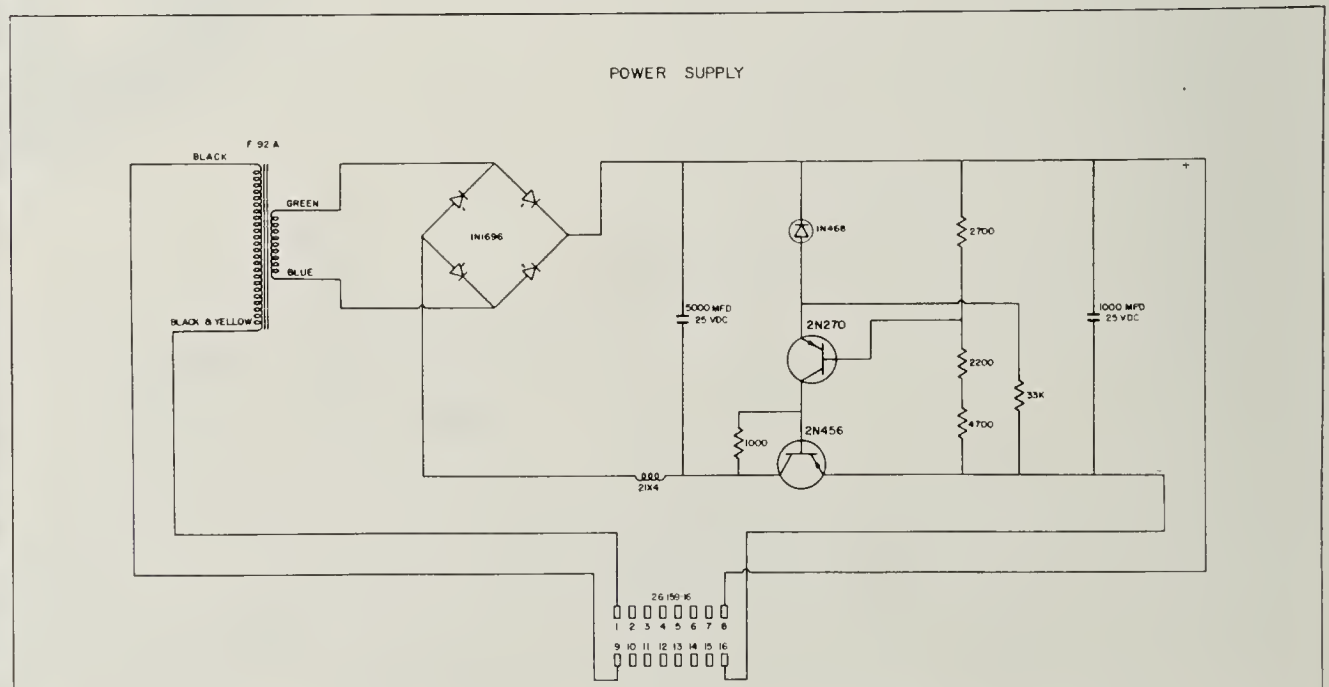 POWER SUPPLY
F 92 A
BLACK
GREEN
1N1696
BLUE
BLACK & YELLOW
+
1N468
2700
5000 MFD
25 VDC
1000 MFD
25 VDC
2N270
2200
33K
1000
2N456
4700
21X4
26 159-16
1 2 3 4 5 6 7 8
9 10 11 12 13 14 15 16